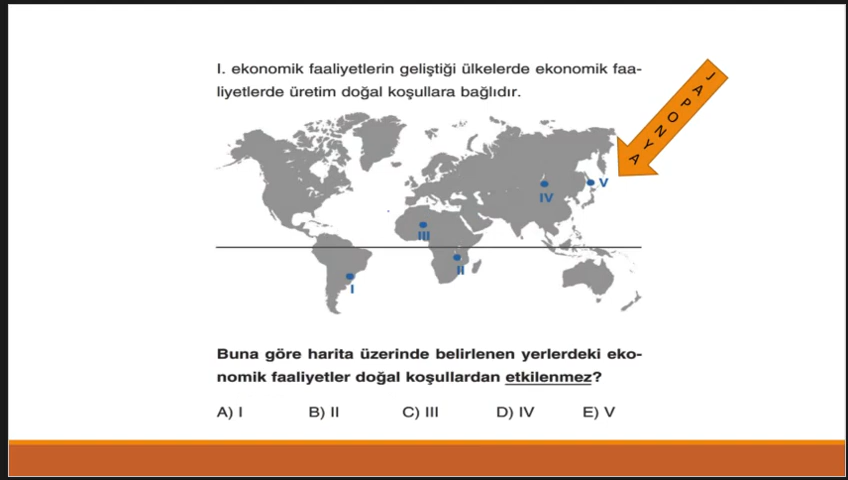 I. ekonomik faaliyetlerin geliştiği ülkelerde ekonomik faa-
liyetlerde üretim doğal koşullara bağlıdır.
JAPONYA
IV
V
III
II
I
Buna göre harita üzerinde belirlenen yerlerdeki eko-
nomik faaliyetler doğal koşullardan etkilenmez?
A) I B) II C) III D) IV E) V